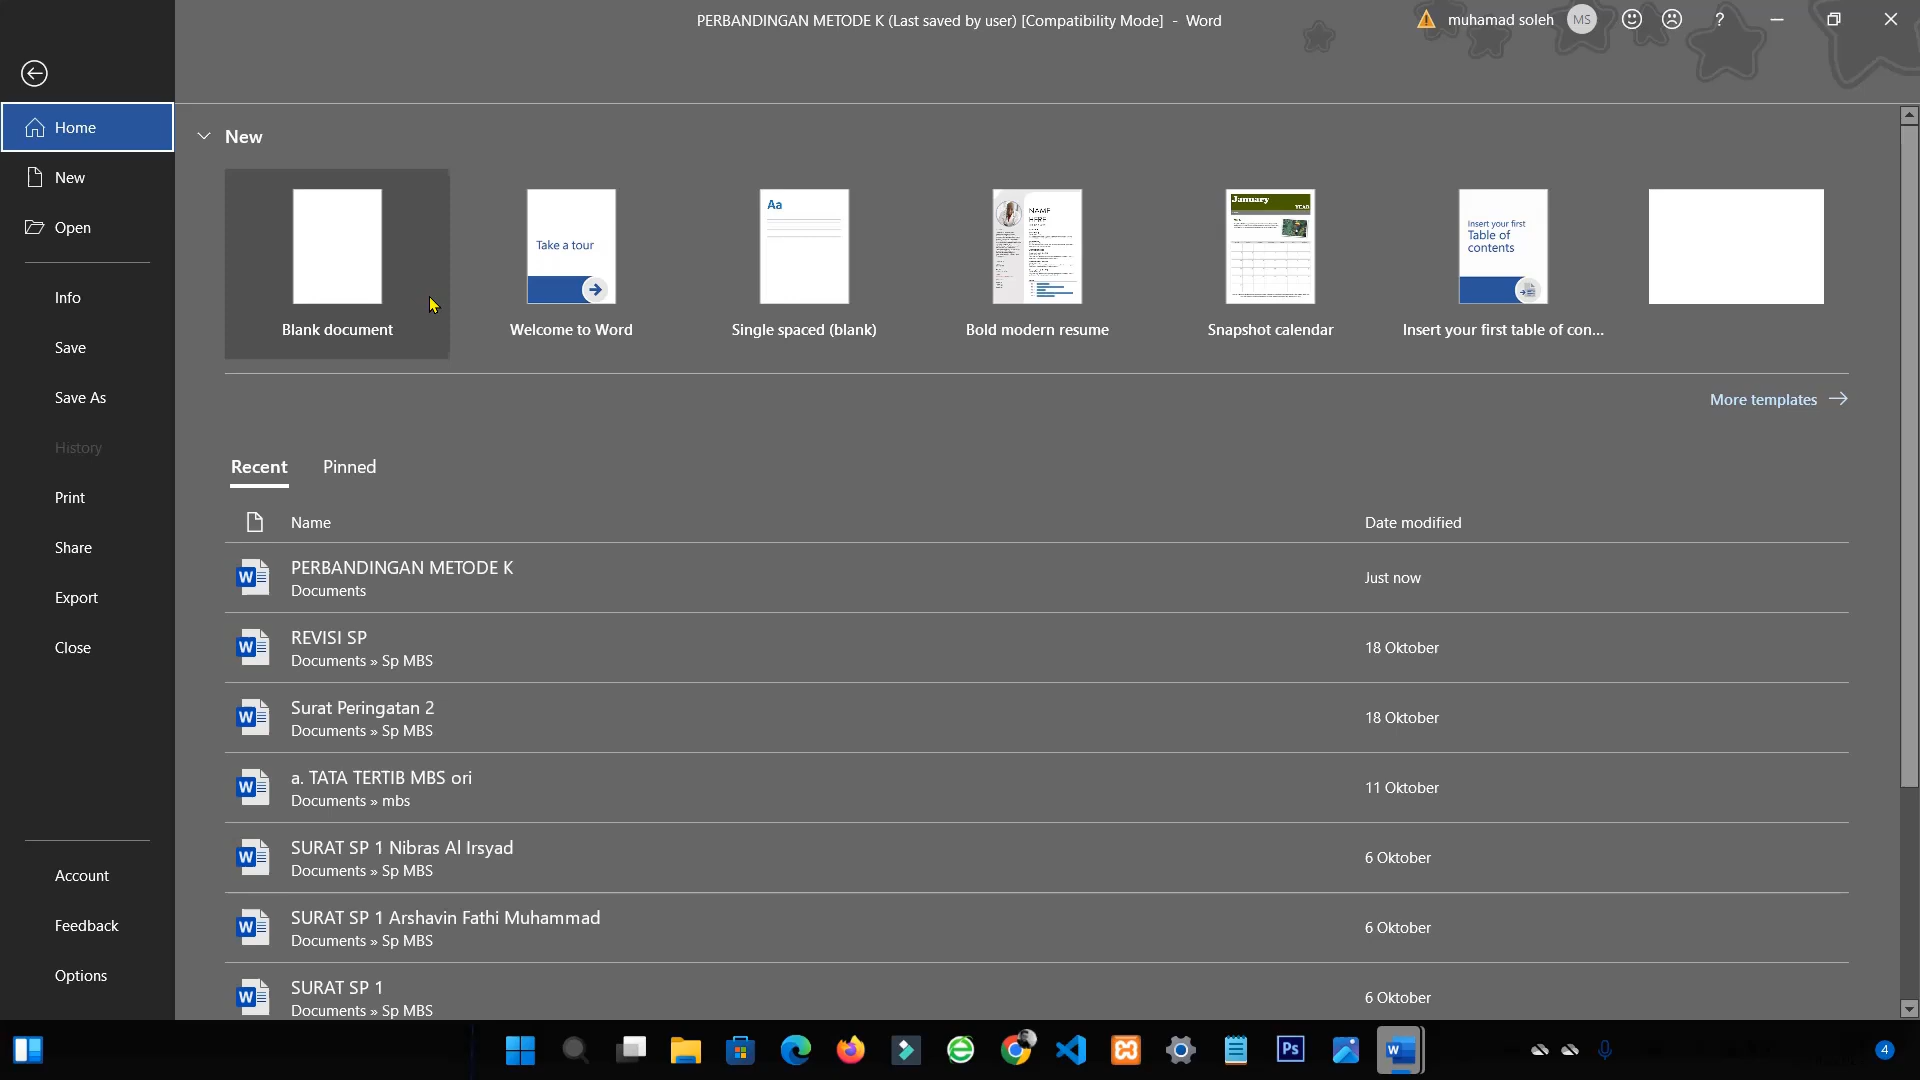 PERBANDINGAN METODE K (Last saved by user) [Compatibility Mode] - Word
muhamad soleh
MS
?
Home
New
Open
Info
Save
Save As
History
Print
Share
Export
Close
Account
Feedback
Options
New
Take a tour
Aa
NAME
HERE
January
YEAR
Insert your first
Table of
contents
Blank document
Welcome to Word
Single spaced (blank)
Bold modern resume
Snapshot calendar
Insert your first table of con...
More templates
Recent
Pinned
Name
Date modified
PERBANDINGAN METODE K
Documents
Just now
REVISI SP
Documents » Sp MBS
18 Oktober
Surat Peringatan 2
Documents » Sp MBS
18 Oktober
a. TATA TERTIB MBS ori
Documents » mbs
11 Oktober
SURAT SP 1 Nibras Al Irsyad
Documents » Sp MBS
6 Oktober
SURAT SP 1 Arshavin Fathi Muhammad
Documents » Sp MBS
6 Oktober
SURAT SP 1
Documents » Sp MBS
6 Oktober
Ps
W
4